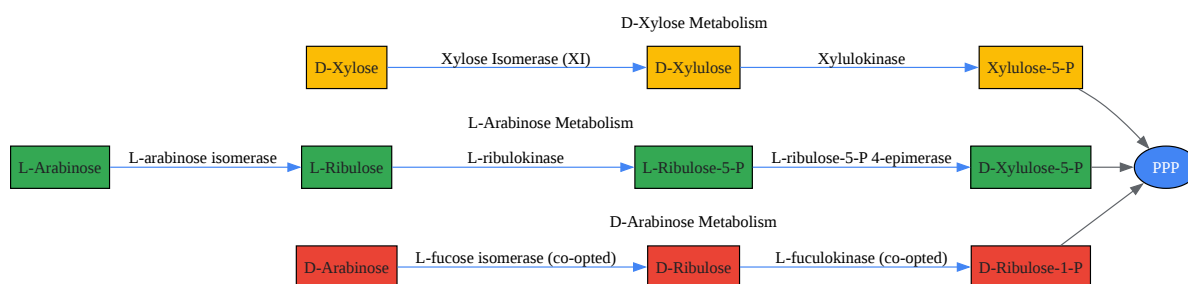 D-Xylose Metabolism
D-Xylose
Xylose Isomerase (XI)
D-Xylulose
Xylulokinase
Xylulose-5-P
L-Arabinose Metabolism
L-Arabinose
L-arabinose isomerase
L-Ribulose
L-ribulokinase
L-Ribulose-5-P
L-ribulose-5-P 4-epimerase
D-Xylulose-5-P
PPP
D-Arabinose Metabolism
D-Arabinose
L-fucose isomerase (co-opted)
D-Ribulose
L-fuculokinase (co-opted)
D-Ribulose-1-P